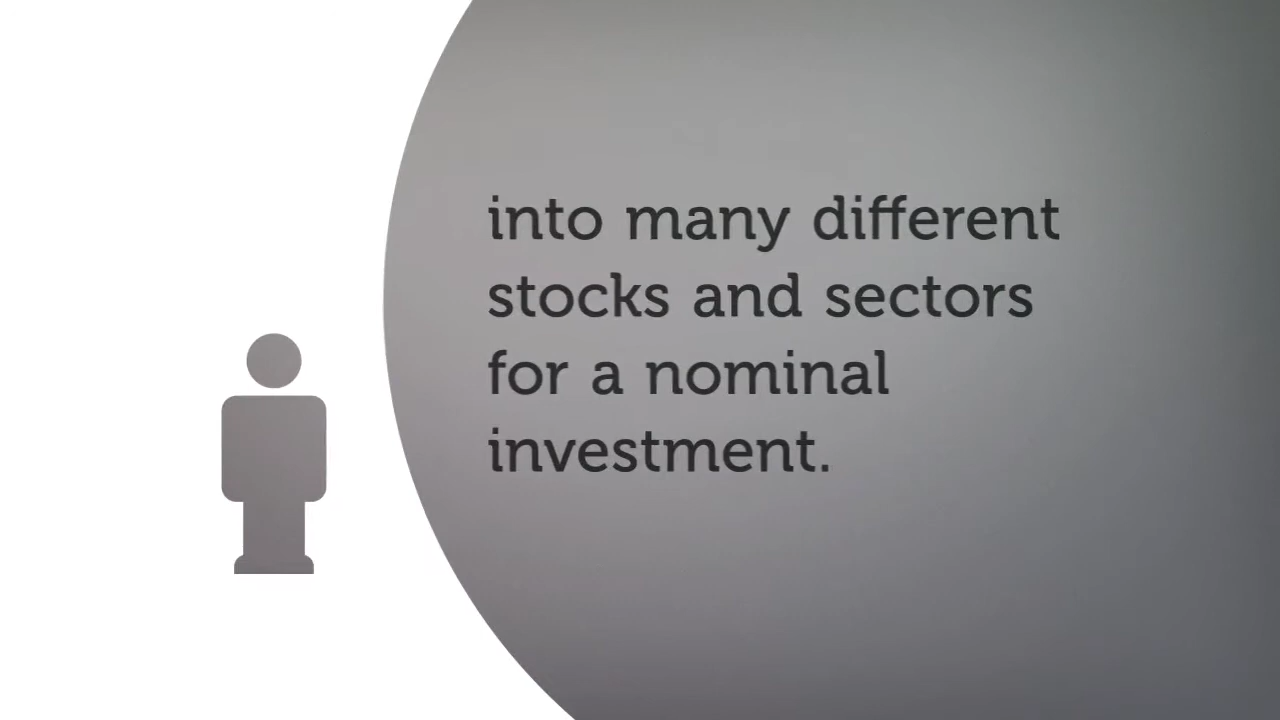 into many different
stocks and sectors
for a nominal
investment.